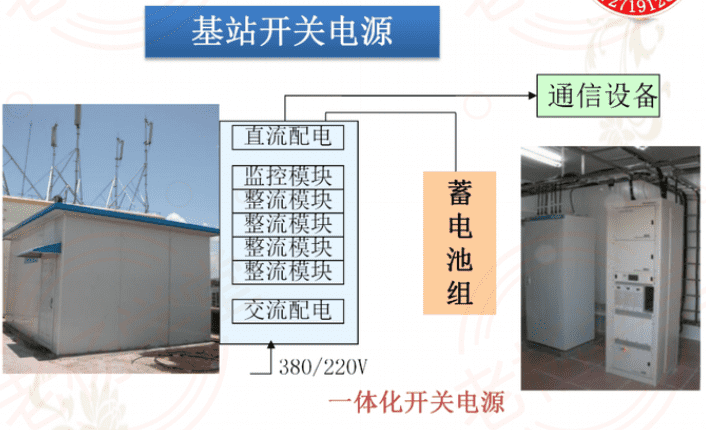 2719120
基站开关电源
通信设备
直流配电
监控模块
整流模块
整流模块
整流模块
整流模块
交流配电
蓄电池组
380/220V
一体化开关电源